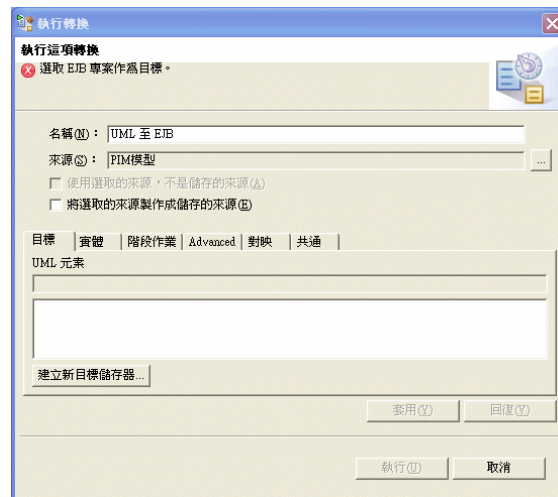 執行轉換
執行這項轉換
選取 EJB 專案作為目標。
名稱(N)： UML 至 EJB
來源(S)： PIM模型 ...
使用選取的來源，不是儲存的來源(A)
將選取的來源製作成儲存的來源(E)
目標 實體 階段作業 Advanced 對映 共通
UML 元素
建立新目標儲存器...
套用(Y) 回復(V)
執行(U) 取消